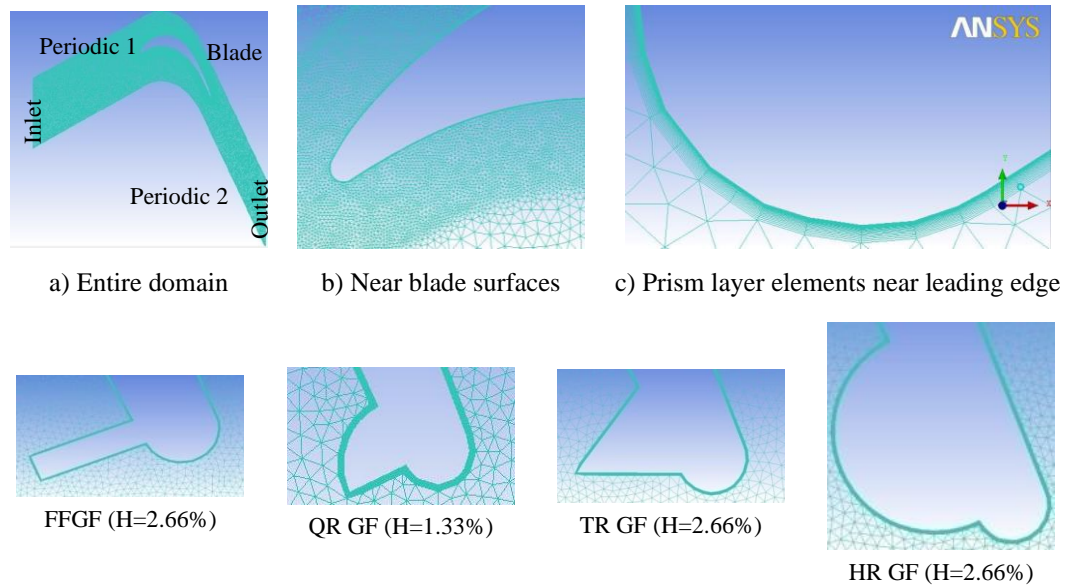 Periodic 1
Blade
Inlet
Periodic 2
Outlet
ANSYS
Y
X
a) Entire domain
b) Near blade surfaces
c) Prism layer elements near leading edge
FFGF (H=2.66%)
QR GF (H=1.33%)
TR GF (H=2.66%)
HR GF (H=2.66%)